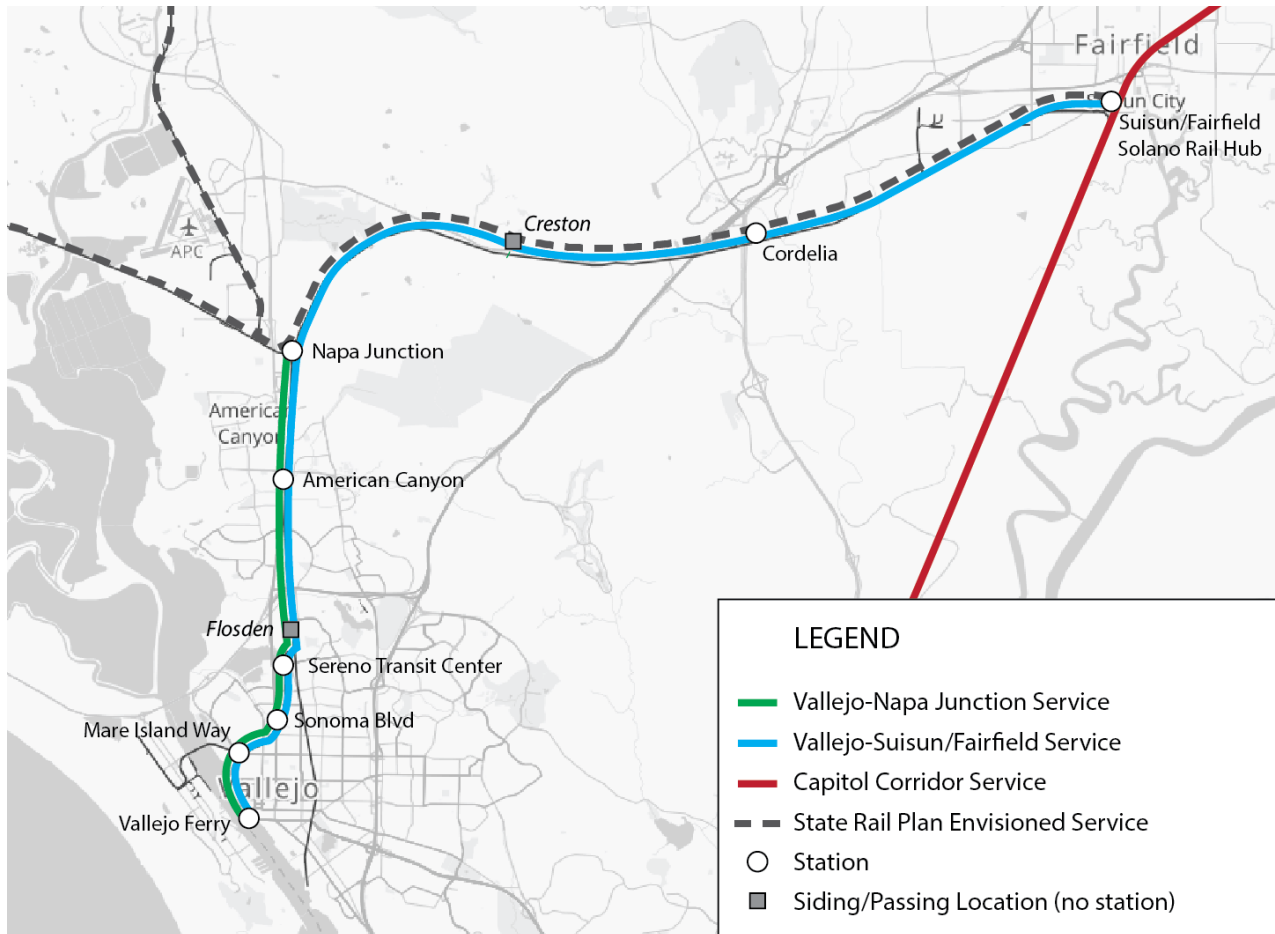 Fairfield
un City
Suisun/Fairfield
Solano Rail Hub
Creston
Cordelia
APC
Napa Junction
American
Canyon
American Canyon
Flosden
Sereno Transit Center
Sonoma Blvd
Mare Island Way
Vallejo
Vallejo Ferry
LEGEND
Vallejo-Napa Junction Service
Vallejo-Suisun/Fairfield Service
Capitol Corridor Service
State Rail Plan Envisioned Service
Station
Siding/Passing Location (no station)